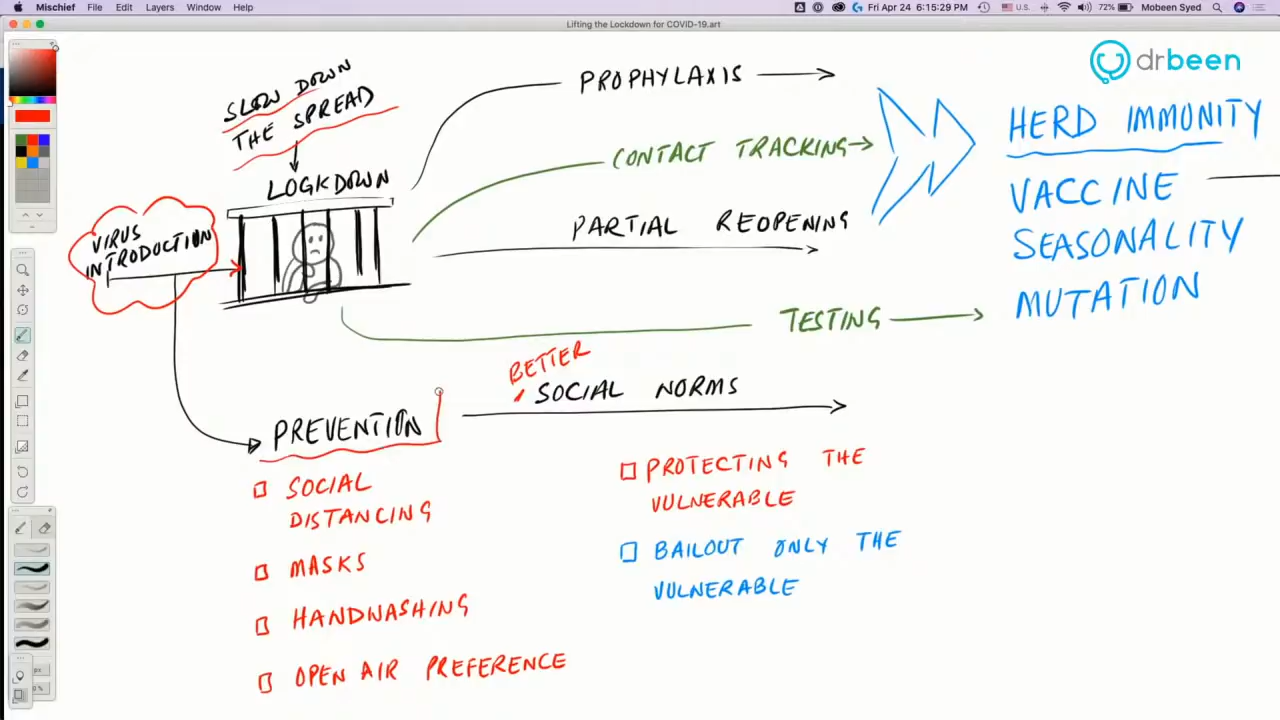 Mischief File Edit Layers Window Help
Fri Apr 24 6:15:29 PM U.S. 72% Mobeen Syed
Lifting the Lockdown for COVID-19.art
drbeen
SLOW DOWN
THE SPREAD
LOCKDOWN
VIRUS
INTRODUCTION
PROPHYLAXIS
CONTACT TRACKING
PARTIAL REOPENING
TESTING
HERD IMMUNITY
VACCINE
SEASONALITY
MUTATION
BETTER
SOCIAL NORMS
PREVENTION
SOCIAL
DISTANCING
MASKS
HANDWASHING
OPEN AIR PREFERENCE
PROTECTING THE
VULNERABLE
BAILOUT ONLY THE
VULNERABLE